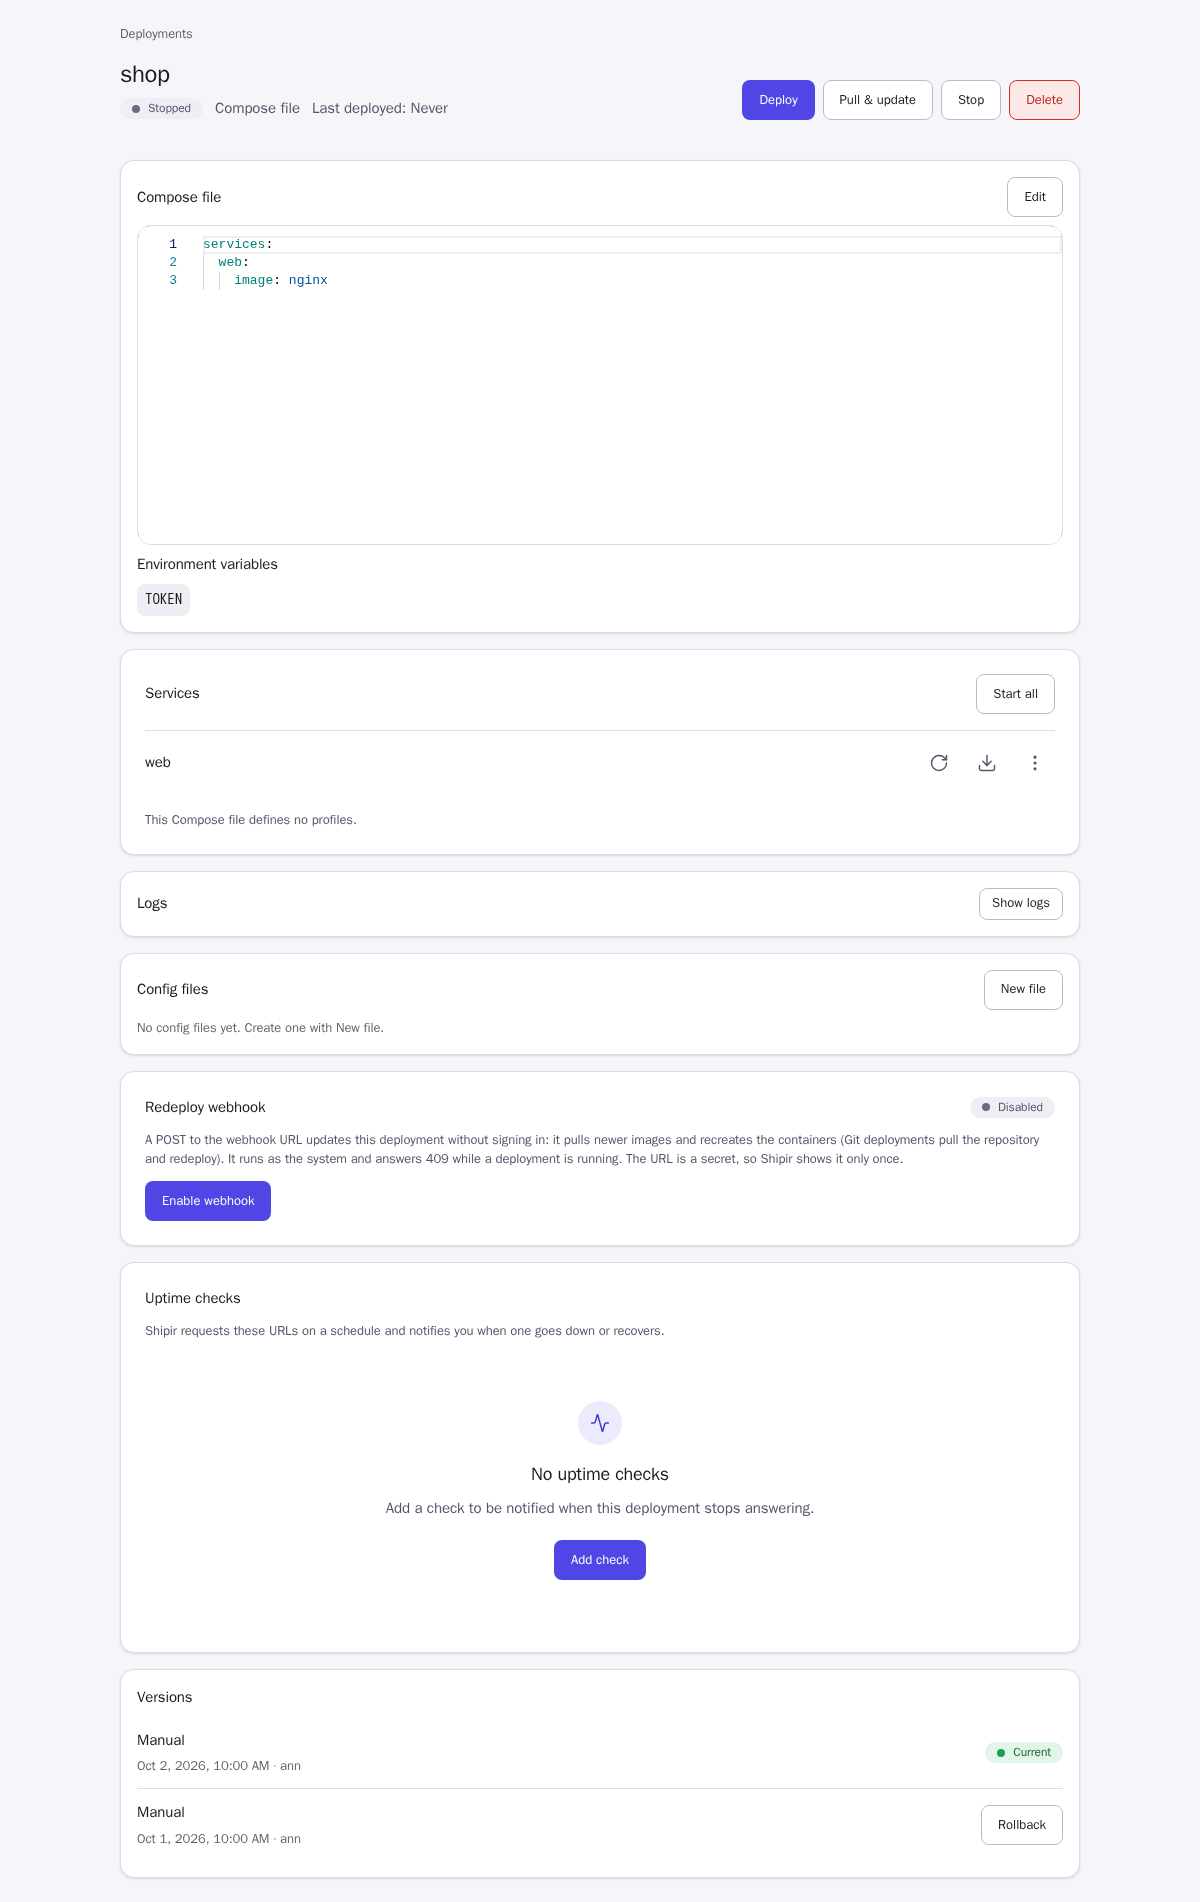 Deployments
shop
Stopped Compose file Last deployed: Never
Deploy Pull & update Stop Delete
Compose file
Edit
1 services:
2 web:
3 image: nginx
Environment variables
TOKEN
Services
Start all
web
This Compose file defines no profiles.
Logs
Show logs
Config files
New file
No config files yet. Create one with New file.
Redeploy webhook
Disabled
A POST to the webhook URL updates this deployment without signing in: it pulls newer images and recreates the containers (Git deployments pull the repository
and redeploy). It runs as the system and answers 409 while a deployment is running. The URL is a secret, so Shipir shows it only once.
Enable webhook
Uptime checks
Shipir requests these URLs on a schedule and notifies you when one goes down or recovers.
No uptime checks
Add a check to be notified when this deployment stops answering.
Add check
Versions
Manual
Oct 2, 2026, 10:00 AM · ann
Current
Manual
Oct 1, 2026, 10:00 AM · ann
Rollback